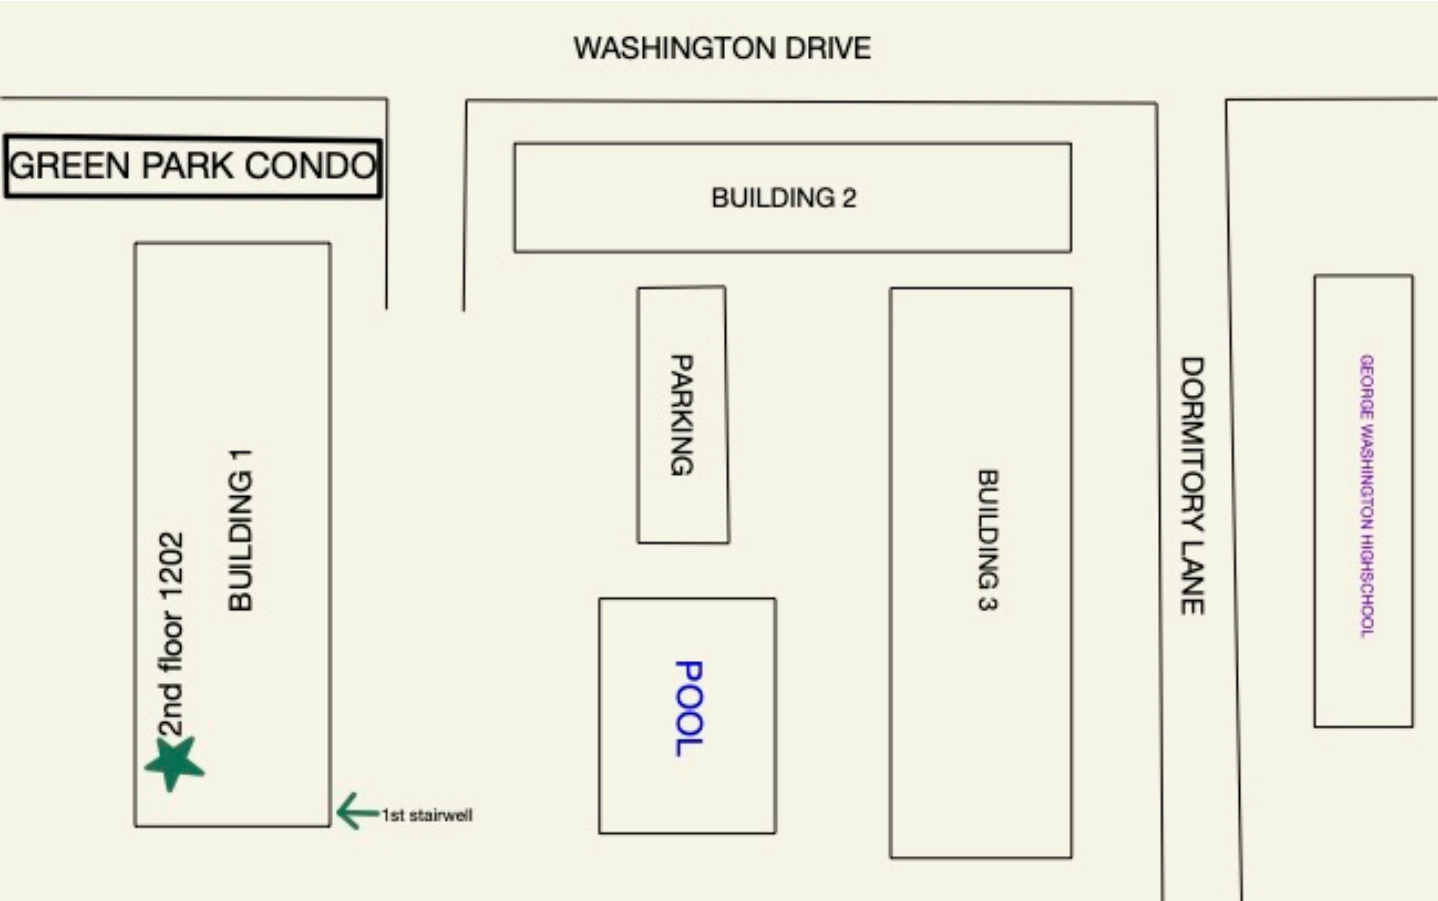 WASHINGTON DRIVE
GREEN PARK CONDO
BUILDING 2
BUILDING 1
2nd floor 1202
1st stairwell
PARKING
POOL
BUILDING 3
DORMITORY LANE
GEORGE WASHINGTON HIGHSCHOOL